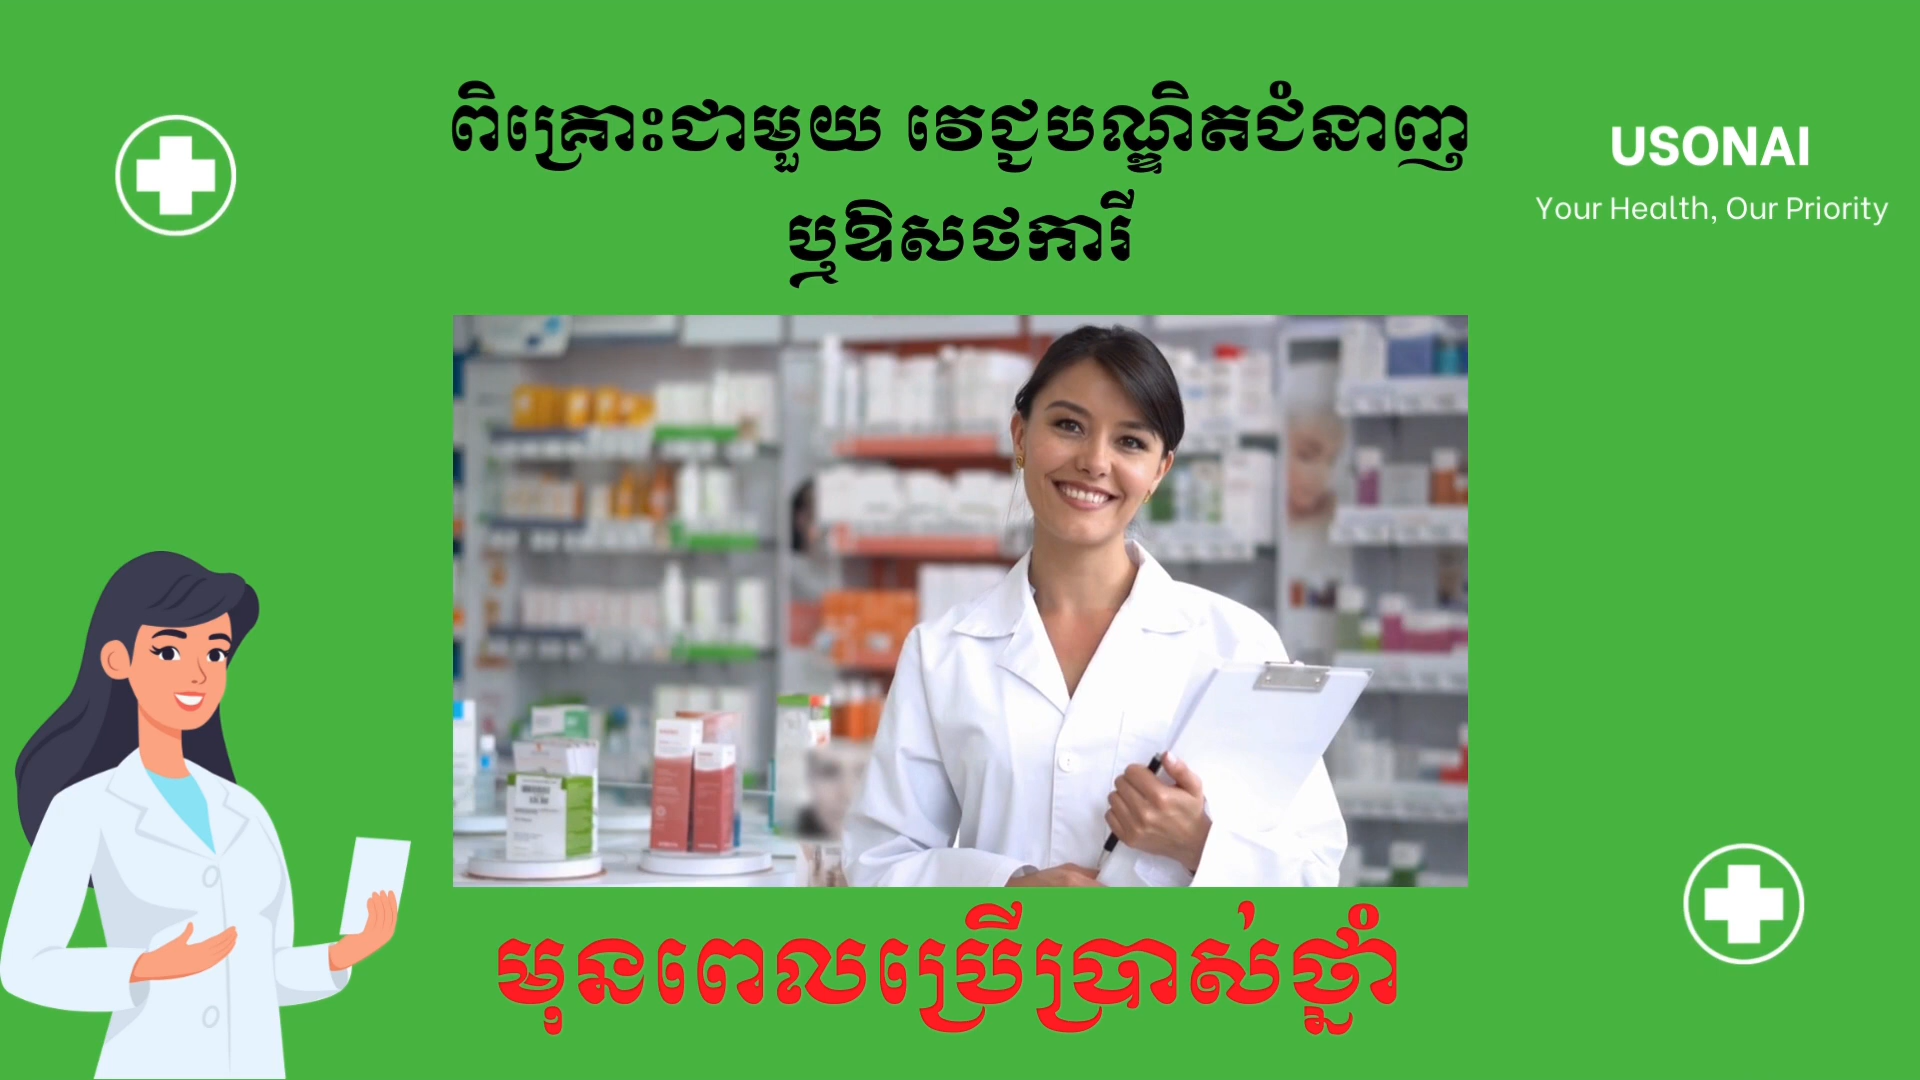 ពិគ្រោះជាមួយ វេជ្ជបណ្ឌិតជំនាញ
ឬឱសថការី
USONAI
Your Health, Our Priority
មុនពេលប្រើប្រាស់ថ្នាំ